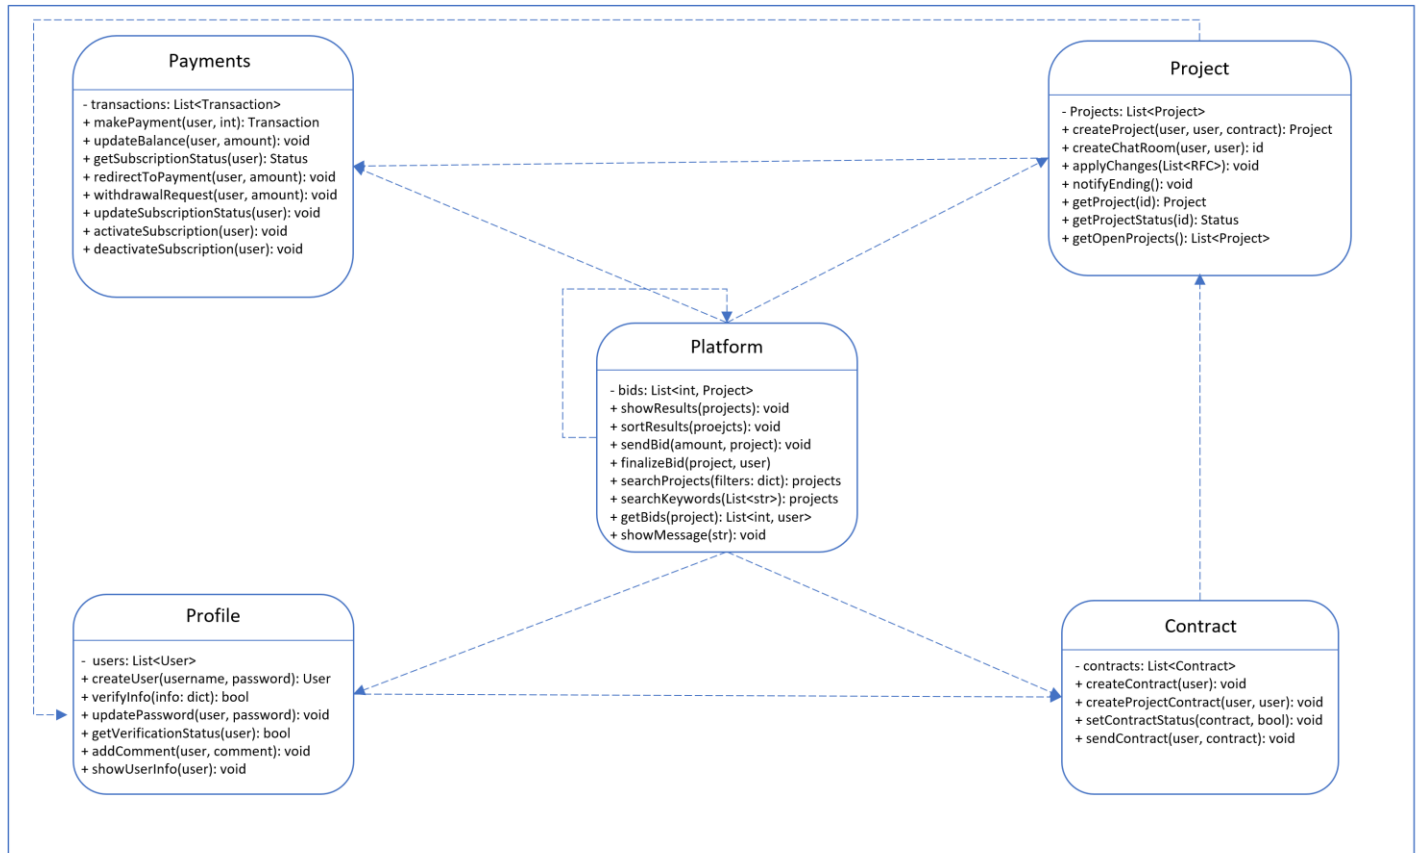 Payments
- transactions: List<Transaction>
+ makePayment(user, int): Transaction
+ updateBalance(user, amount): void
+ getSubscriptionStatus(user): Status
+ redirectToPayment(user, amount): void
+ withdrawalRequest(user, amount): void
+ updateSubscriptionStatus(user): void
+ activateSubscription(user): void
+ deactivateSubscription(user): void
Project
- Projects: List<Project>
+ createProject(user, user, contract): Project
+ createChatRoom(user, user): id
+ applyChanges(List<RFC>): void
+ notifyEnding(): void
+ getProject(id): Project
+ getProjectStatus(id): Status
+ getOpenProjects(): List<Project>
Platform
- bids: List<int, Project>
+ showResults(projects): void
+ sortResults(proejcts): void
+ sendBid(amount, project): void
+ finalizeBid(project, user)
+ searchProjects(filters: dict): projects
+ searchKeywords(List<str>): projects
+ getBids(project): List<int, user>
+ showMessage(str): void
Profile
- users: List<User>
+ createUser(username, password): User
+ verifyInfo(info: dict): bool
+ updatePassword(user, password): void
+ getVerificationStatus(user): bool
+ addComment(user, comment): void
+ showUserInfo(user): void
Contract
- contracts: List<Contract>
+ createContract(user): void
+ createProjectContract(user, user): void
+ setContractStatus(contract, bool): void
+ sendContract(user, contract): void